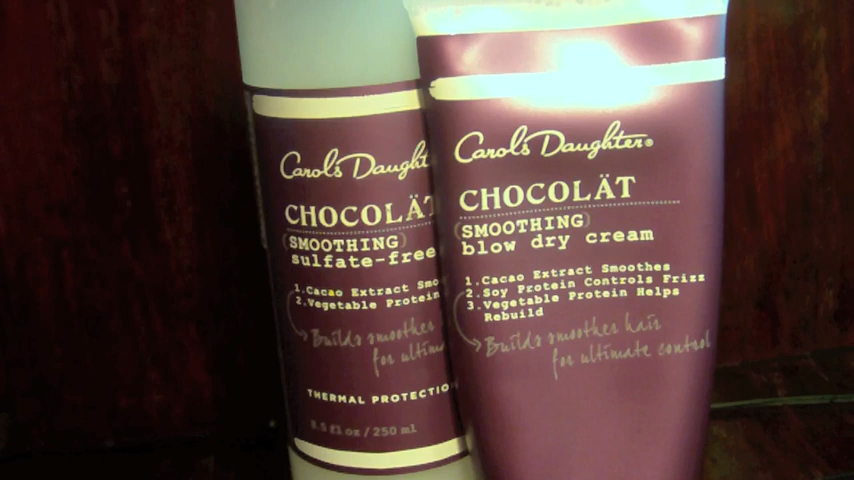 Carol's Daught
CHOCOLÄT
(SMOOTHING)
sulfate-free
1.Cacao Extract Smo
2.Vegetable Protein
Builds smoother
for ultim
THERMAL PROTECTIO
8.5 fl oz / 250 ml
Carol's Daughter®
CHOCOLÄT
(SMOOTHING)
blow dry cream
1.Cacao Extract Smoothes
2.Soy Protein Controls Frizz
3.Vegetable Protein Helps
Rebuild
Builds smoother hair
for ultimate control